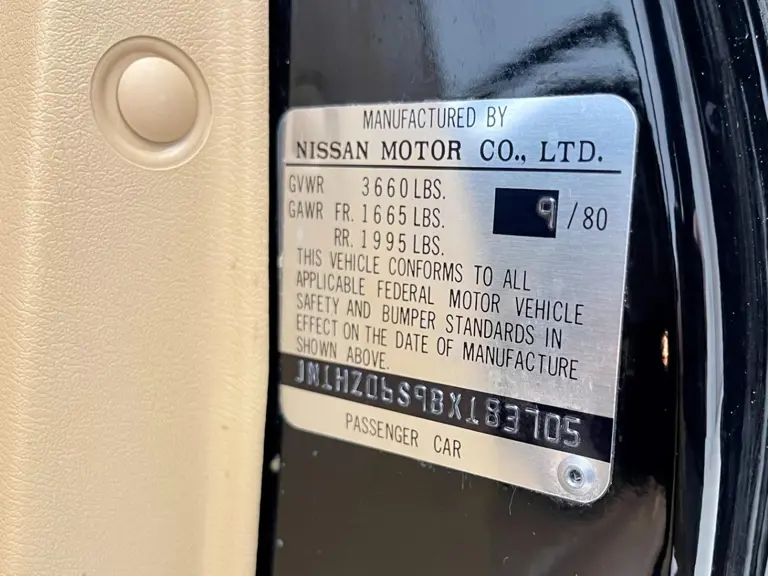 MANUFACTURED BY
NISSAN MOTOR CO., LTD.
GVWR 3660 LBS.
GAWR FR. 1665 LBS. 9/80
RR. 1995 LBS.
THIS VEHICLE CONFORMS TO ALL
APPLICABLE FEDERAL MOTOR VEHICLE
SAFETY AND BUMPER STANDARDS IN
EFFECT ON THE DATE OF MANUFACTURE
SHOWN ABOVE.
JN1HZ06S9BX183705
PASSENGER CAR